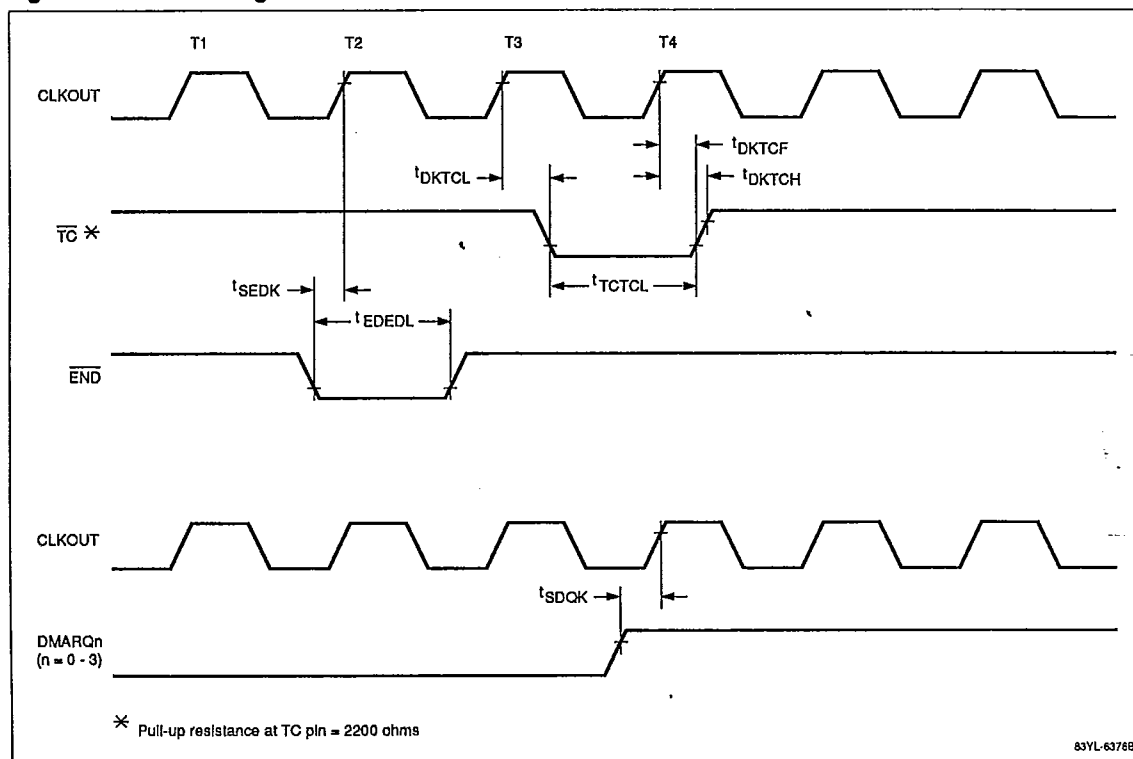 T1 T2 T3 T4
CLKOUT
tDKTCF
tDKTCL
tDKTCH
TC *
tTCTCL
tSEDK
tEDEDL
END
CLKOUT
tSDQK
DMARQn
(n = 0 - 3)
* Pull-up resistance at TC pin = 2200 ohms
83YL-6376B